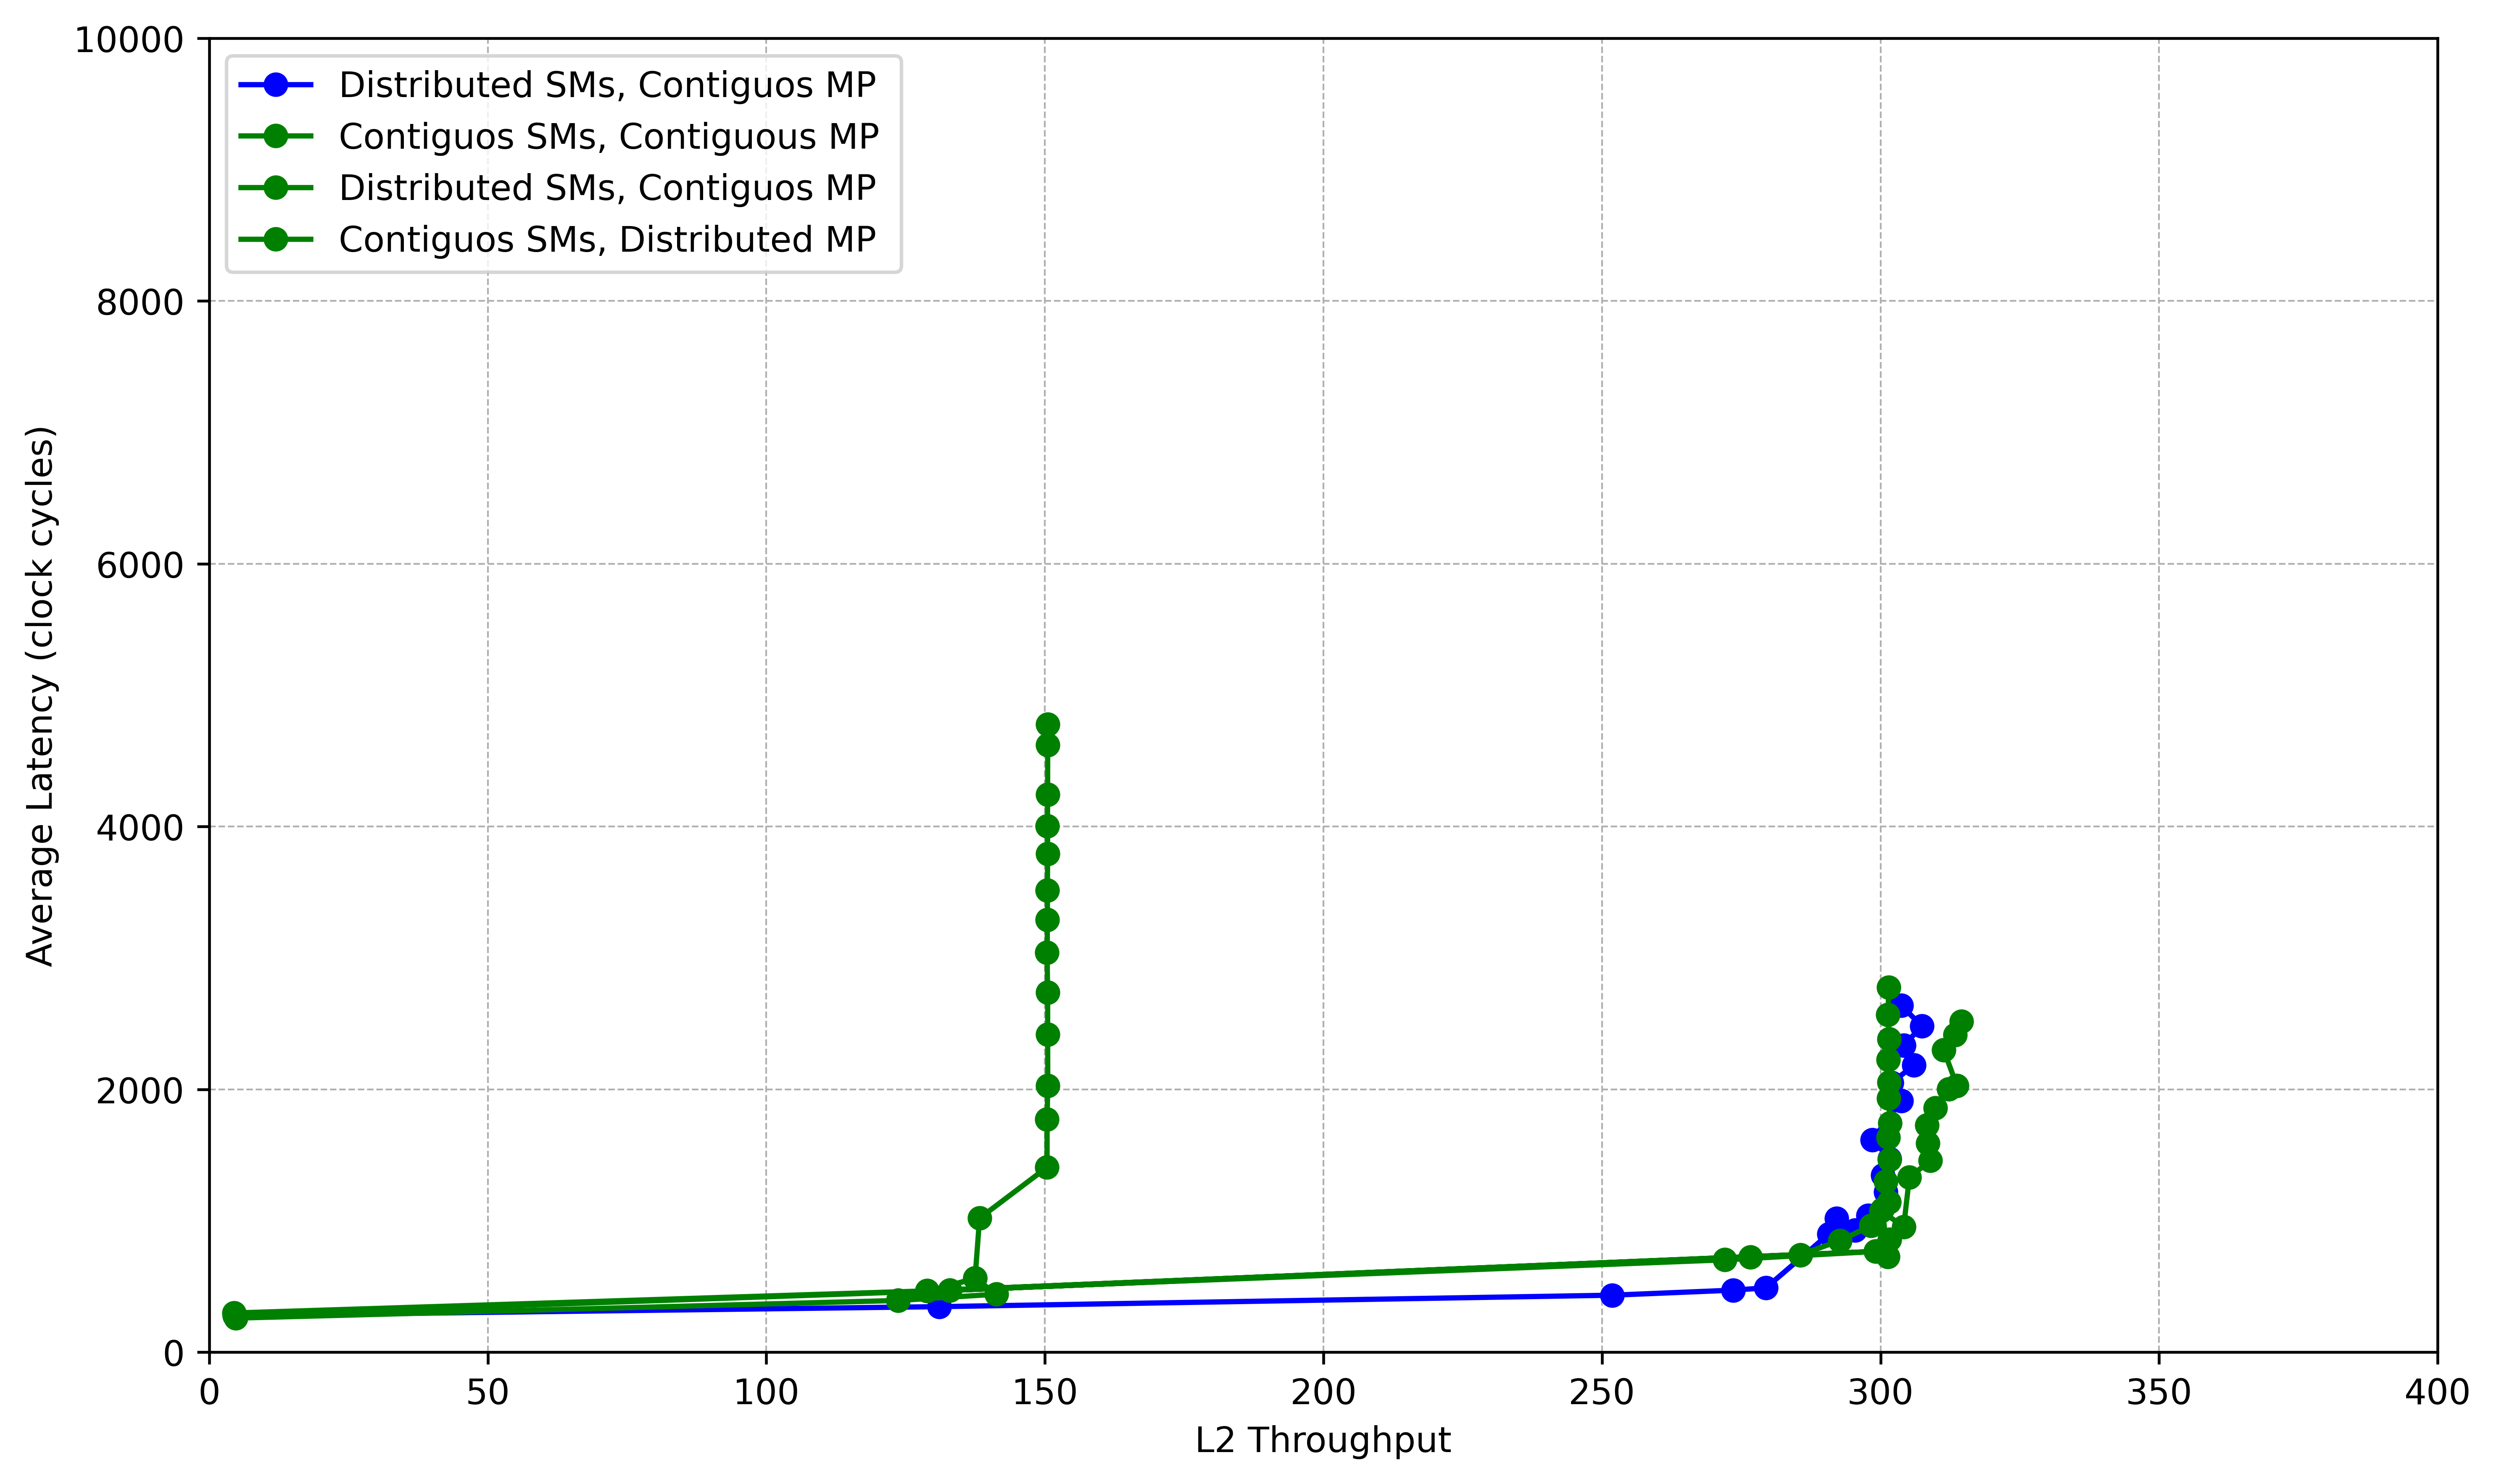 10000
8000
6000
4000
2000
0
Average Latency (clock cycles)
Distributed SMs, Contiguos MP
Contiguos SMs, Contiguous MP
Distributed SMs, Contiguos MP
Contiguos SMs, Distributed MP
0 50 100 150 200 250 300 350 400
L2 Throughput